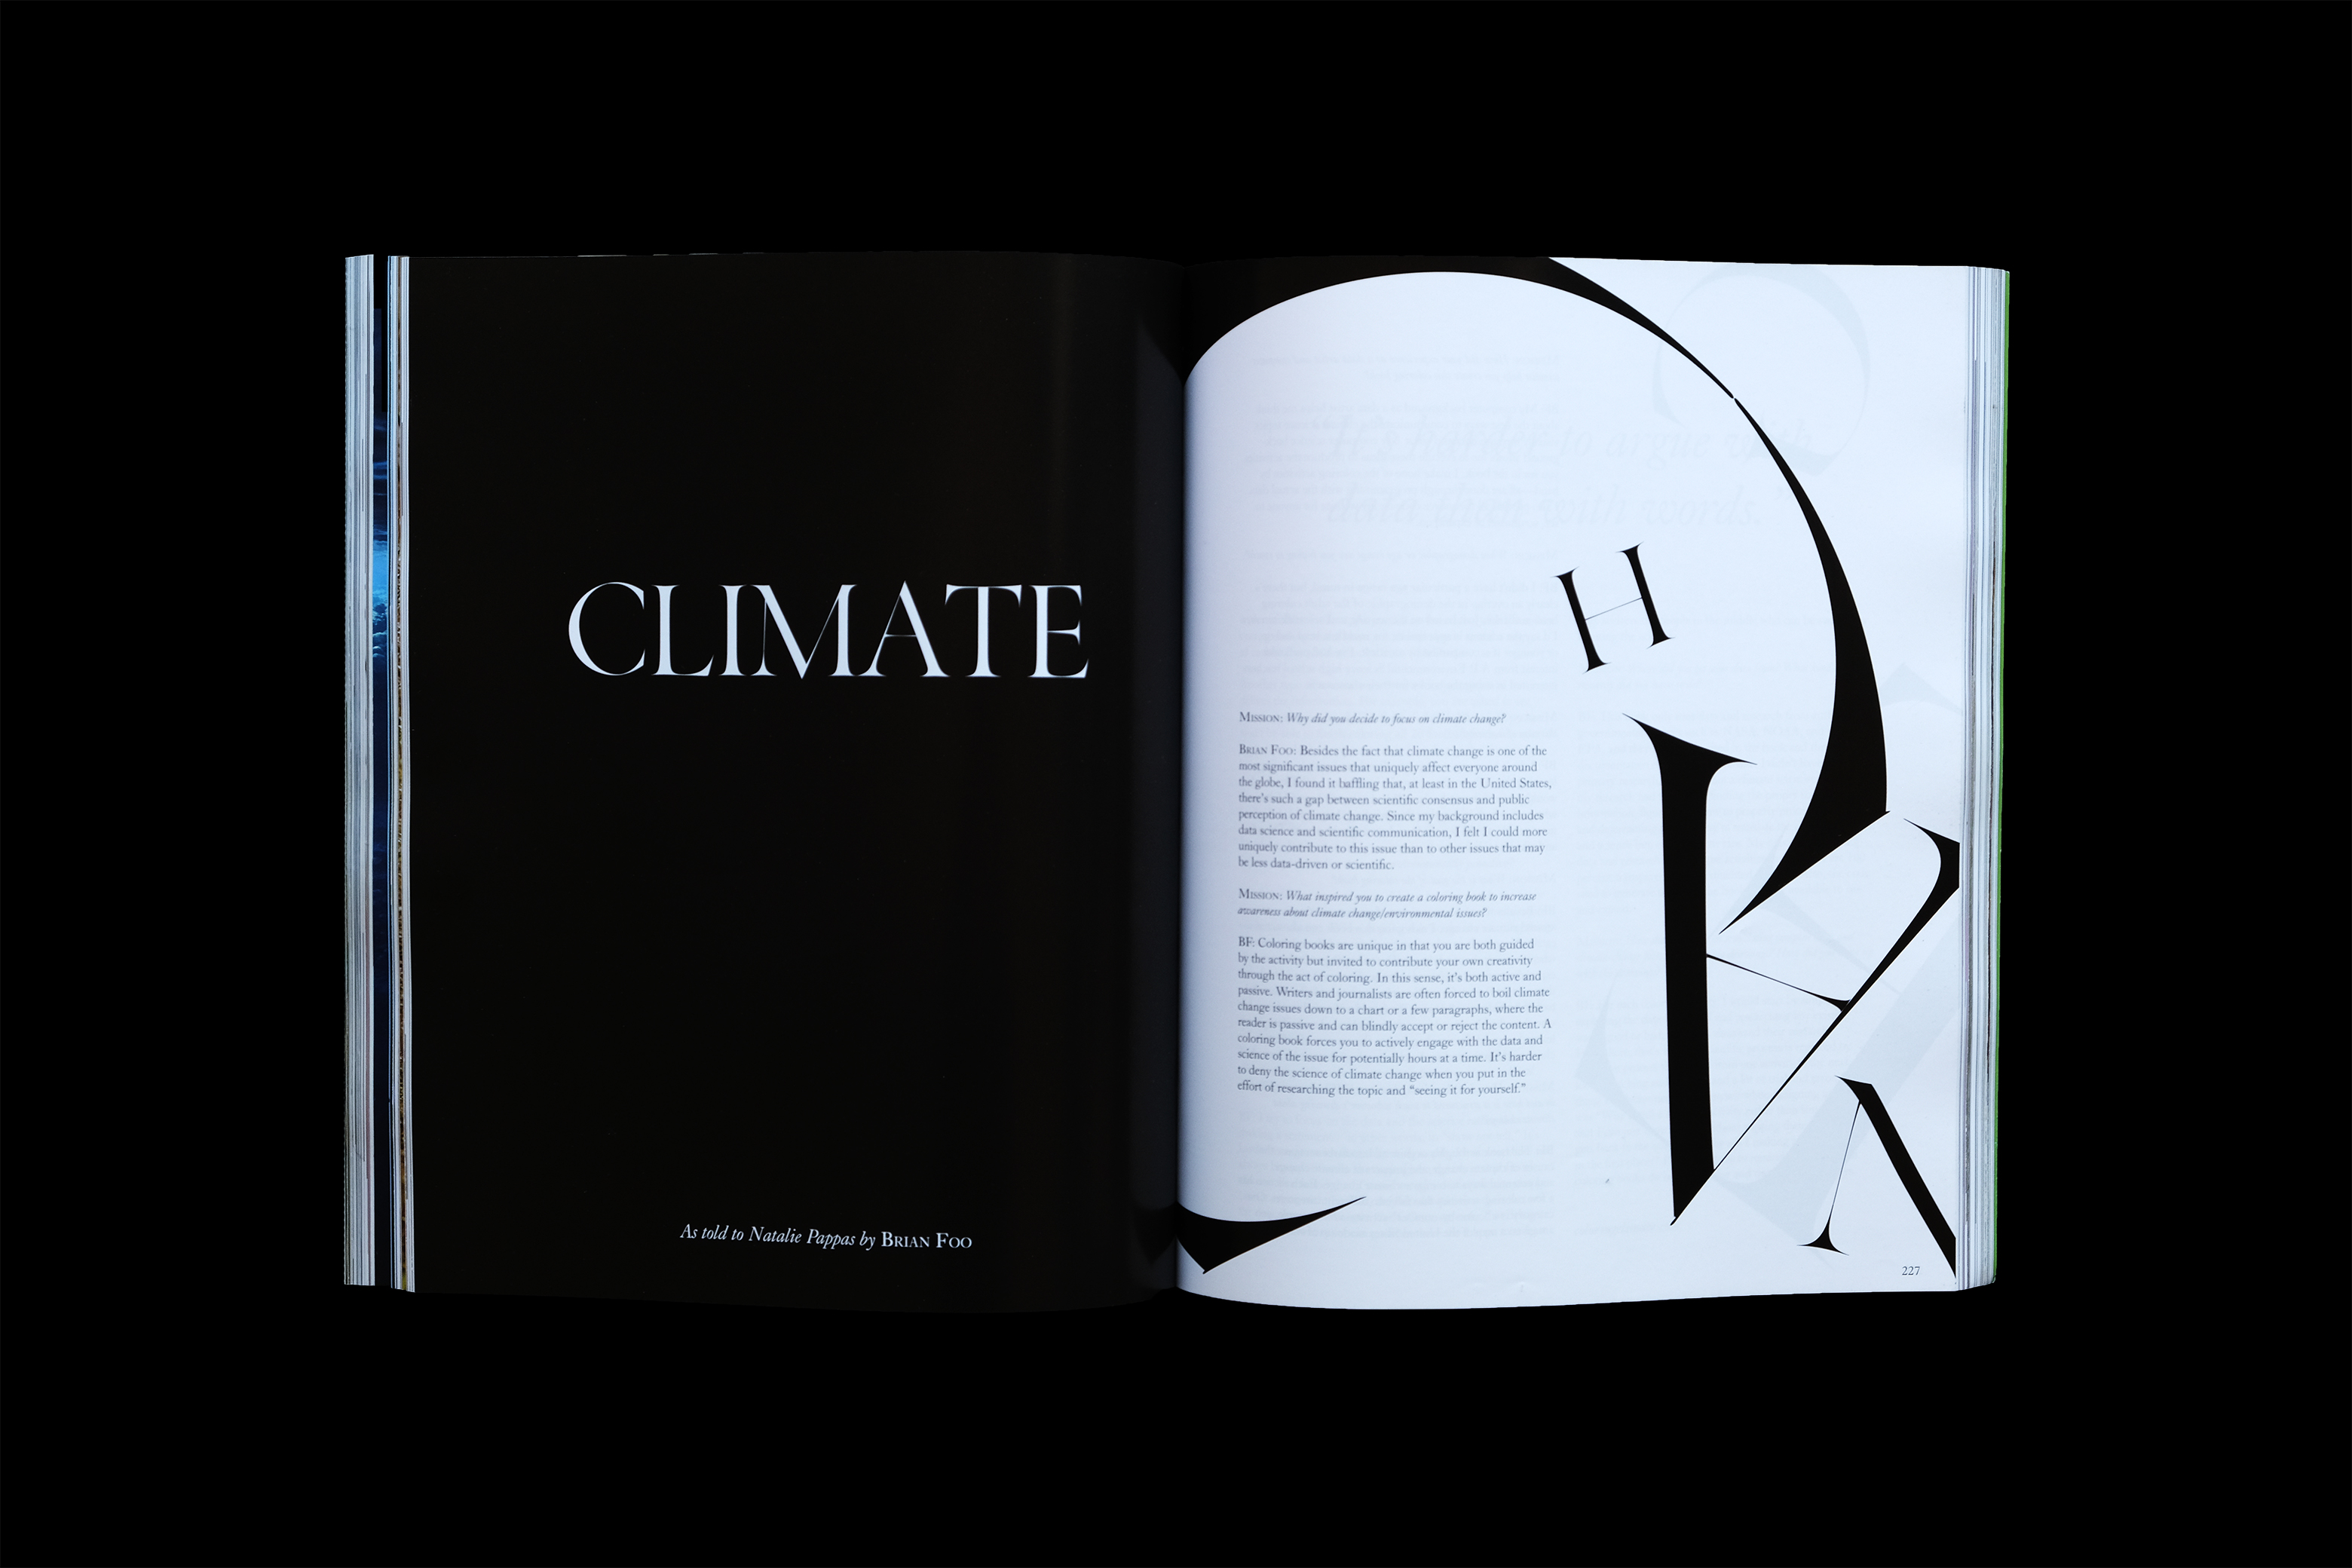 CLIMATE
As told to Natalie Pappas by BRIAN FOO
"It's harder to argue with
data than with words.
H
MISSION: Why did you decide to focus on climate change?
BRIAN FOO: Besides the fact that climate change is one of the
most significant issues that uniquely affect everyone around
the globe, I found it baffling that, at least in the United States,
there's such a gap between scientific consensus and public
perception of climate change. Since my background includes
data science and scientific communication, I felt I could more
uniquely contribute to this issue than to other issues that may
be less data-driven or scientific.
MISSION: What inspired you to create a coloring book to increase
awareness about climate change/environmental issues?
BF: Coloring books are unique in that you are both guided
by the activity but invited to contribute your own creativity
through the act of coloring. In this sense, it's both active and
passive. Writers and journalists are often forced to boil climate
change issues down to a chart or a few paragraphs, where the
reader is passive and can blindly accept or reject the content. A
coloring book forces you to actively engage with the data and
science of the issue for potentially hours at a time. It's harder
to deny the science of climate change when you put in the
effort of researching the topic and “seeing it for yourself.”
227